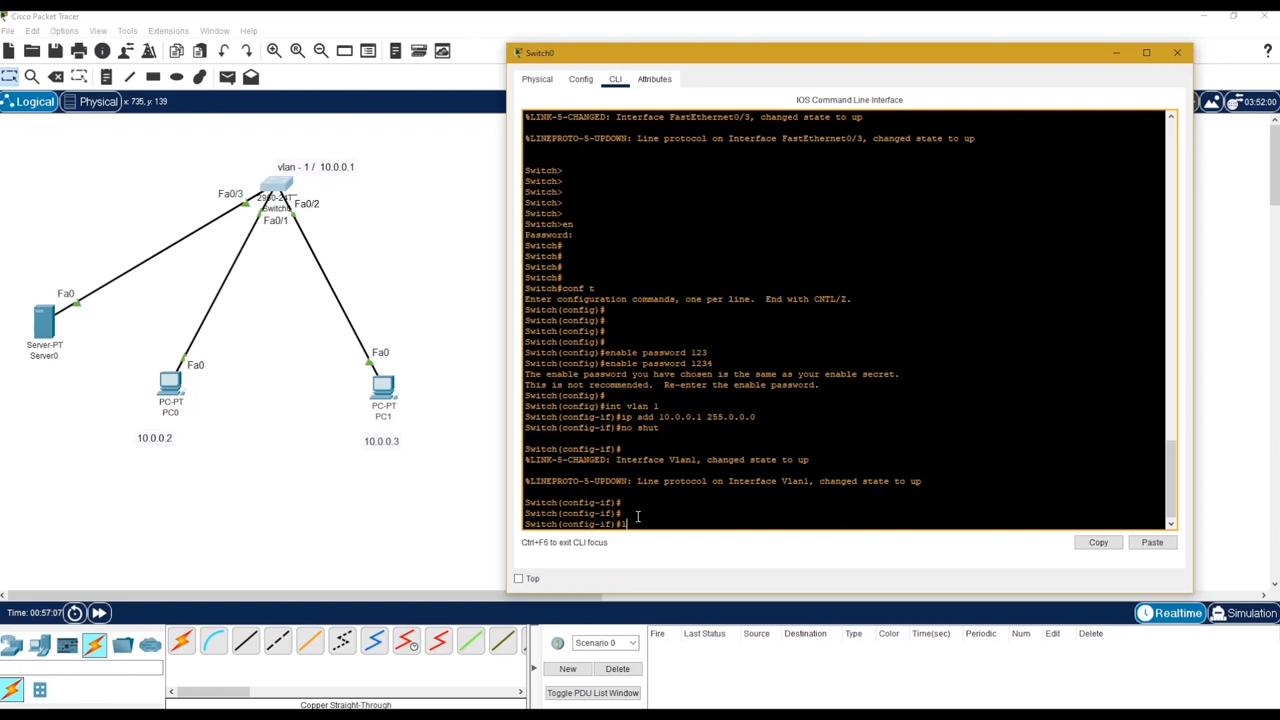 Cisco Packet Tracer
File Edit Options View Tools Extensions Window Help
Logical Physical x: 735, y: 139
03:52:00
vlan - 1 / 10.0.0.1
Fa0/3
Fa0/2
Switch0
Fa0/1
Fa0
Server-PT
Server0
Fa0
PC-PT
PC0
10.0.0.2
Fa0
PC-PT
PC1
10.0.0.3
Switch0
Physical Config CLI Attributes
IOS Command Line Interface
%LINK-5-CHANGED: Interface FastEthernet0/3, changed state to up
%LINEPROTO-5-UPDOWN: Line protocol on Interface FastEthernet0/3, changed state to up
Switch>
Switch>
Switch>
Switch>
Switch>
Switch>en
Password:
Switch#
Switch#
Switch#
Switch#
Switch#conf t
Enter configuration commands, one per line. End with CNTL/Z.
Switch(config)#
Switch(config)#
Switch(config)#
Switch(config)#
Switch(config)#enable password 123
Switch(config)#enable password 1234
The enable password you have chosen is the same as your enable secret.
This is not recommended. Re-enter the enable password.
Switch(config)#
Switch(config)#int vlan 1
Switch(config-if)#ip add 10.0.0.1 255.0.0.0
Switch(config-if)#no shut
Switch(config-if)#
%LINK-5-CHANGED: Interface Vlan1, changed state to up
%LINEPROTO-5-UPDOWN: Line protocol on Interface Vlan1, changed state to up
Switch(config-if)#
Switch(config-if)#
Switch(config-if)#l
Ctrl+F6 to exit CLI focus
Copy Paste
Top
Time: 00:57:07
Realtime Simulation
Scenario 0
New Delete
Toggle PDU List Window
Fire Last Status Source Destination Type Color Time(sec) Periodic Num Edit Delete
Copper Straight-Through